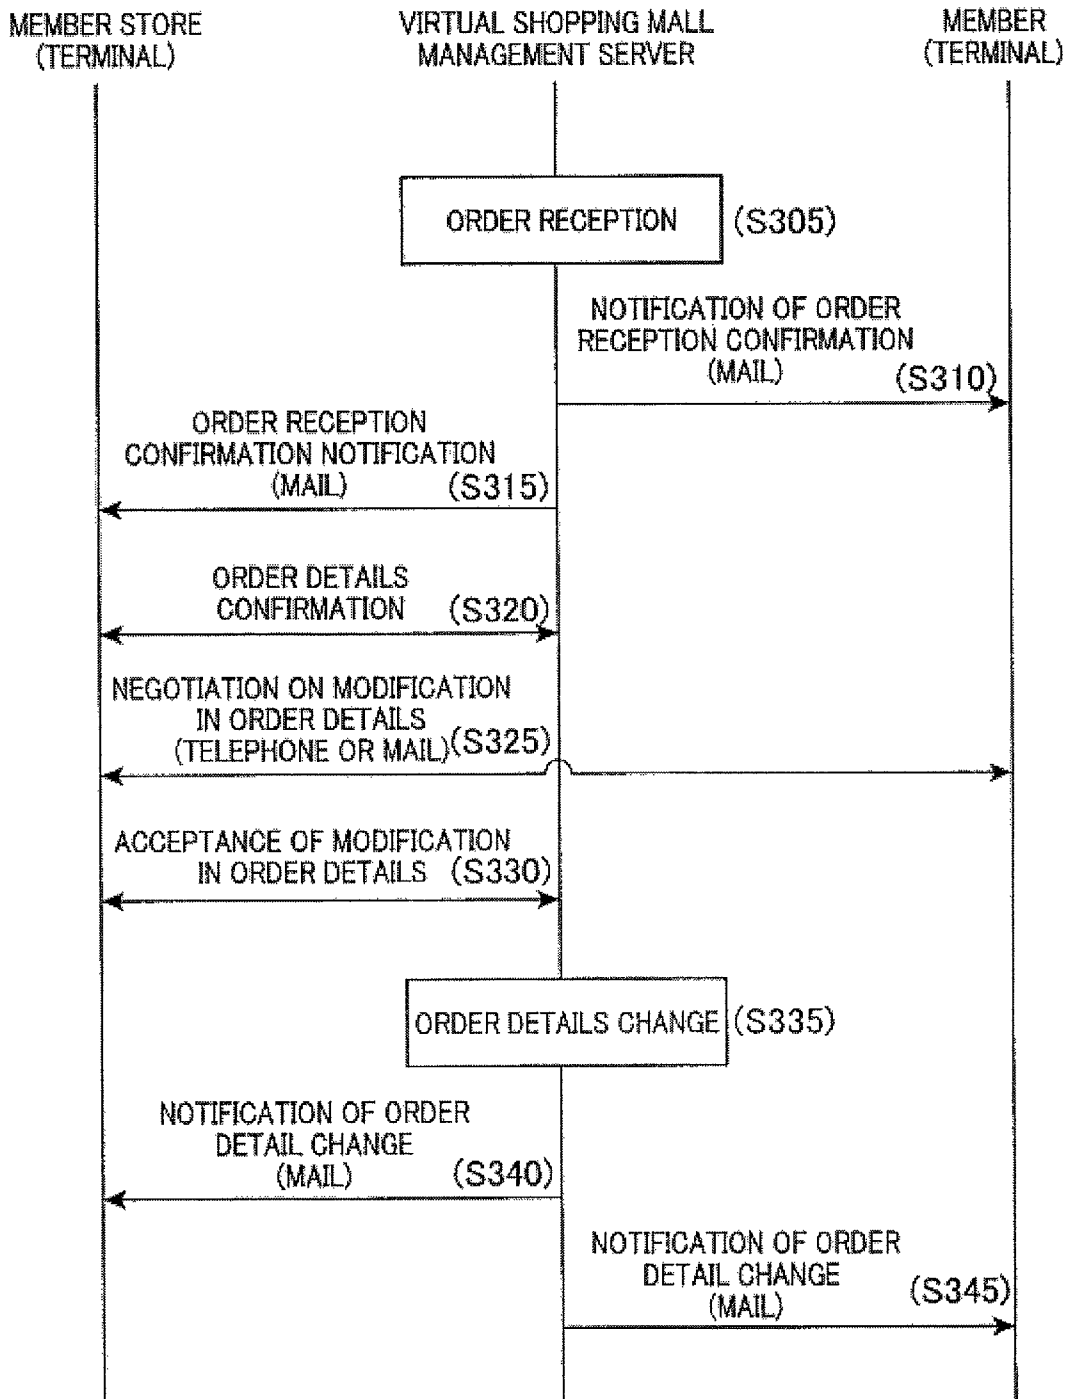 MEMBER STORE
(TERMINAL)
VIRTUAL SHOPPING MALL
MANAGEMENT SERVER
MEMBER
(TERMINAL)
ORDER RECEPTION
(S305)
NOTIFICATION OF ORDER
RECEPTION CONFIRMATION
(MAIL)
(S310)
ORDER RECEPTION
CONFIRMATION NOTIFICATION
(MAIL)
(S315)
ORDER DETAILS
CONFIRMATION
(S320)
NEGOTIATION ON MODIFICATION
IN ORDER DETAILS
(TELEPHONE OR MAIL)
(S325)
ACCEPTANCE OF MODIFICATION
IN ORDER DETAILS
(S330)
ORDER DETAILS CHANGE
(S335)
NOTIFICATION OF ORDER
DETAIL CHANGE
(MAIL)
(S340)
NOTIFICATION OF ORDER
DETAIL CHANGE
(MAIL)
(S345)